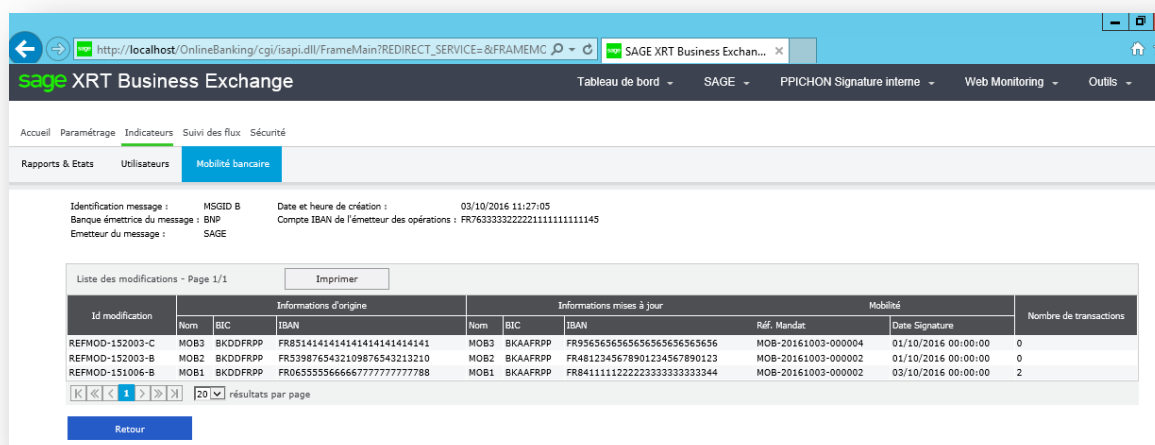 http://localhost/OnlineBanking/cgi/isapi.dll/FrameMain?REDIRECT_SERVICE=&FRAMEMC
sage SAGE XRT Business Exchan...
sage XRT Business Exchange
Tableau de bord SAGE PPICHON Signature interne Web Monitoring Outils
Accueil Paramétrage Indicateurs Suivi des flux Sécurité
Rapports & Etats Utilisateurs Mobilité bancaire
Identification message : MSGID B Date et heure de création : 03/10/2016 11:27:05
Banque émettrice du message : BNP Compte IBAN de l'émetteur des opérations : FR7633333222221111111111145
Emetteur du message : SAGE
Liste des modifications - Page 1/1 Imprimer
Id modification Informations d'origine Informations mises à jour Mobilité Nombre de transactions
Nom BIC IBAN Nom BIC IBAN Réf. Mandat Date Signature
REFMOD-152003-C MOB3 BKDDFRPP FR8514141414141414141414141 MOB3 BKAAFRPP FR9565656565656565656565656 MOB-20161003-000004 01/10/2016 00:00:00 0
REFMOD-152003-B MOB2 BKDDFRPP FR5398765432109876543213210 MOB2 BKAAFRPP FR4812345678901234567890123 MOB-20161003-000002 01/10/2016 00:00:00 0
REFMOD-151006-B MOB1 BKDDFRPP FR0655555666667777777777788 MOB1 BKAAFRPP FR8411111222223333333333344 MOB-20161003-000002 03/10/2016 00:00:00 2
1 20 résultats par page
Retour